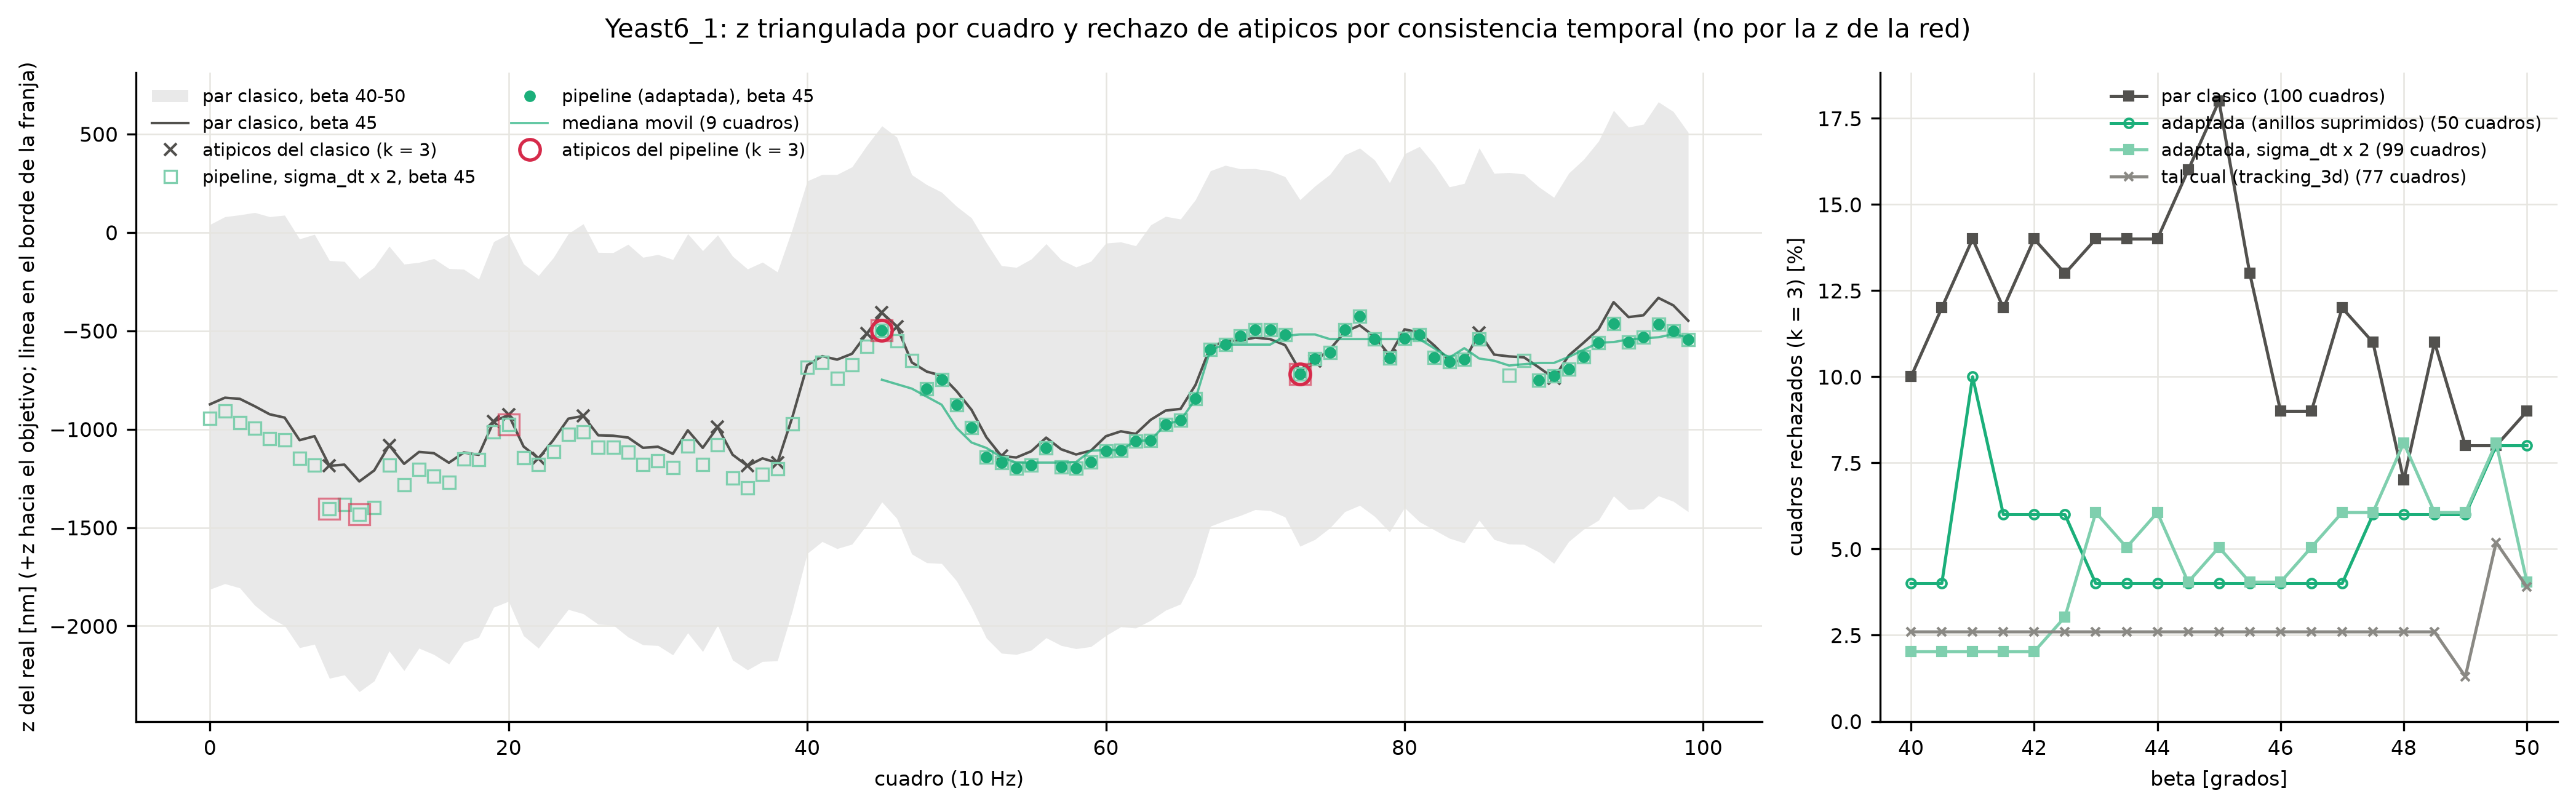 Yeast6_1: z triangulada por cuadro y rechazo de atipicos por consistencia temporal (no por la z de la red)
z del real [nm] (+z hacia el objetivo; linea en el borde de la franja)
500
0
−500
−1000
−1500
−2000
par clasico, beta 40-50
par clasico, beta 45
atipicos del clasico (k = 3)
pipeline, sigma_dt x 2, beta 45
pipeline (adaptada), beta 45
mediana movil (9 cuadros)
atipicos del pipeline (k = 3)
0 20 40 60 80 100
cuadro (10 Hz)
cuadros rechazados (k = 3) [%]
17.5
15.0
12.5
10.0
7.5
5.0
2.5
0.0
par clasico (100 cuadros)
adaptada (anillos suprimidos) (50 cuadros)
adaptada, sigma_dt x 2 (99 cuadros)
tal cual (tracking_3d) (77 cuadros)
40 42 44 46 48 50
beta [grados]